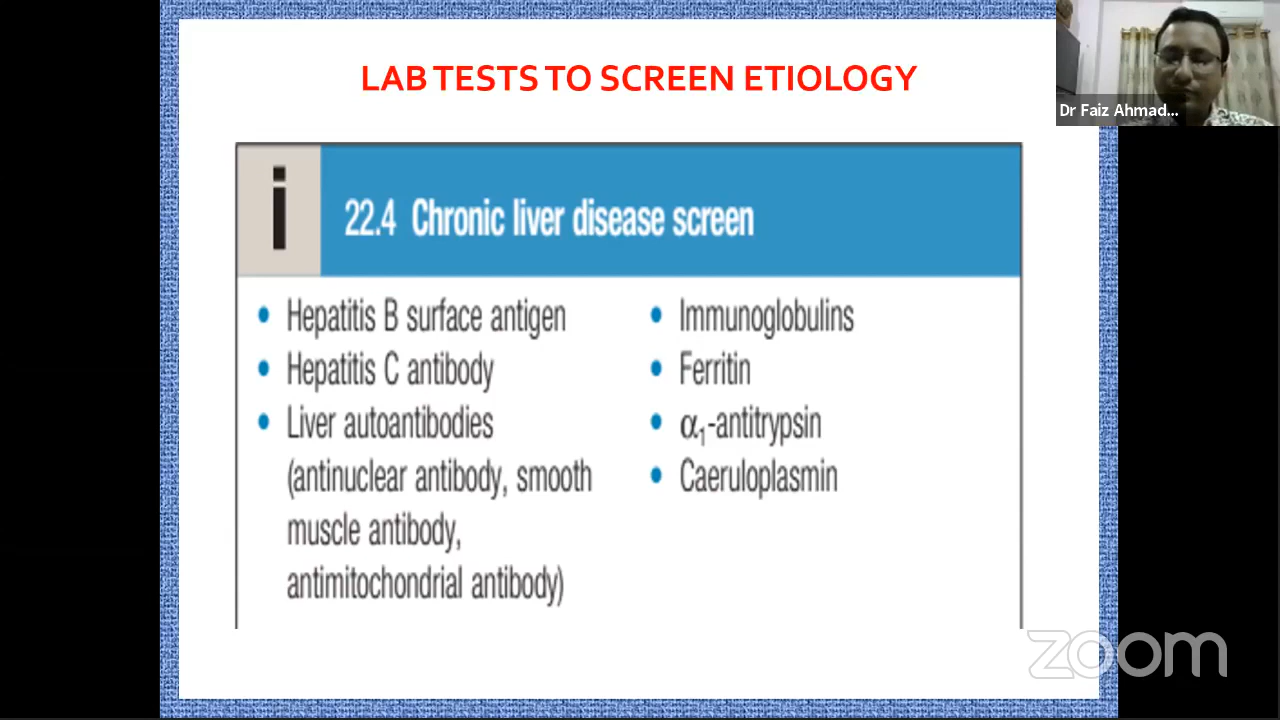 LAB TESTS TO SCREEN ETIOLOGY
Dr Faiz Ahmad...
i
22.4 Chronic liver disease screen
• Hepatitis B surface antigen
• Hepatitis C antibody
• Liver autoantibodies
(antinuclear antibody, smooth
muscle antibody,
antimitochondrial antibody)
• Immunoglobulins
• Ferritin
• α₁-antitrypsin
• Caeruloplasmin
zoom